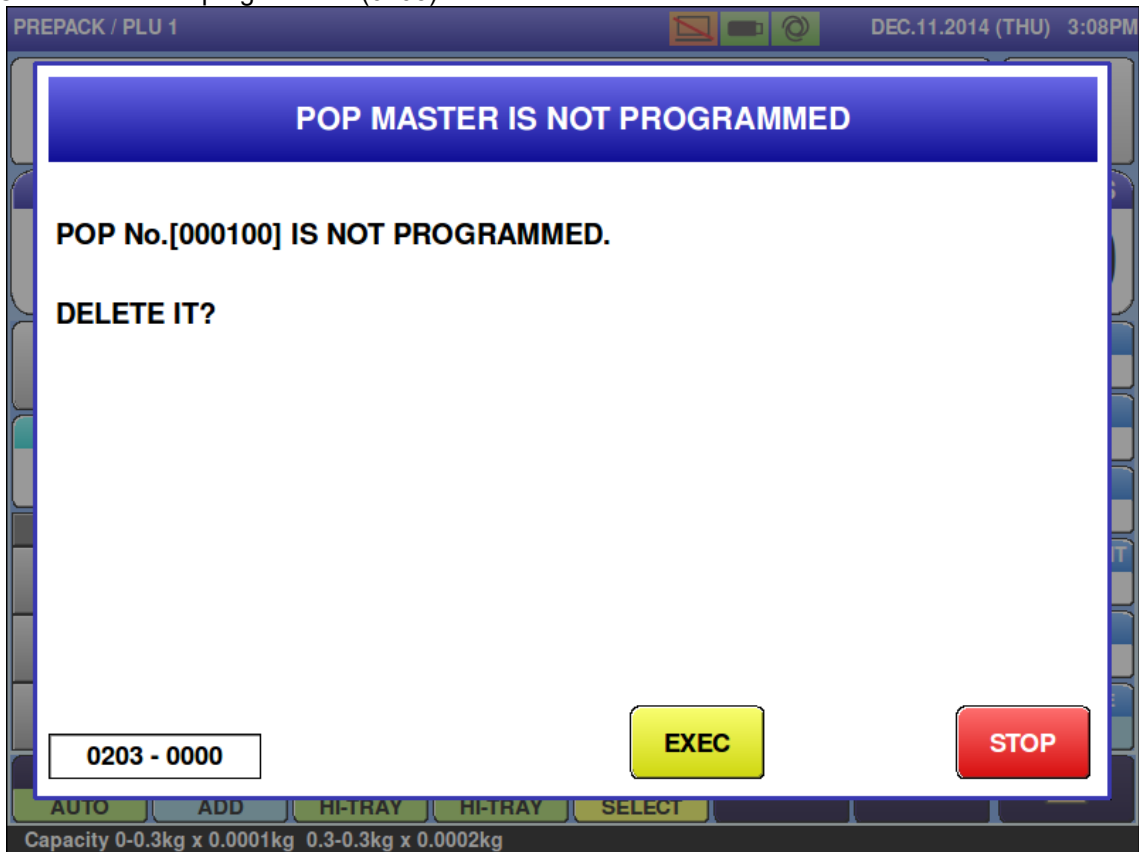 PREPACK / PLU 1
DEC.11.2014 (THU) 3:08PM
POP MASTER IS NOT PROGRAMMED
POP No.[000100] IS NOT PROGRAMMED.
DELETE IT?
EXEC
STOP
0203 - 0000
AUTO ADD HI-TRAY HI-TRAY SELECT
Capacity 0-0.3kg x 0.0001kg 0.3-0.3kg x 0.0002kg